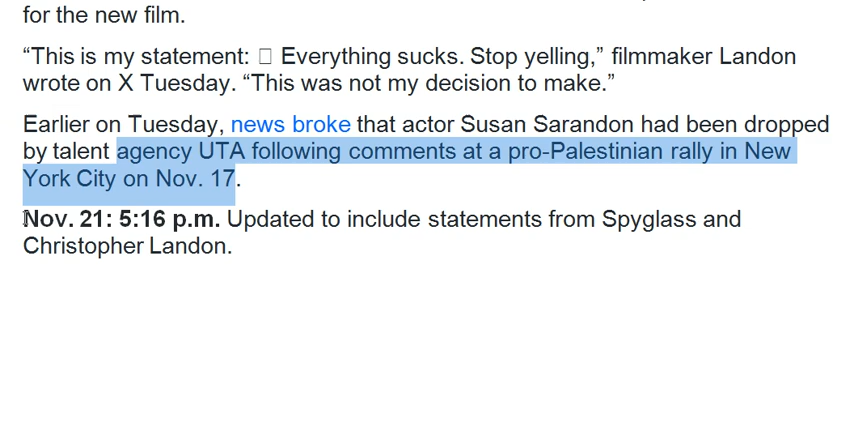 for the new film.
“This is my statement: Everything sucks. Stop yelling,” filmmaker Landon
wrote on X Tuesday. “This was not my decision to make.”
Earlier on Tuesday, news broke that actor Susan Sarandon had been dropped
by talent agency UTA following comments at a pro-Palestinian rally in New
York City on Nov. 17.
Nov. 21: 5:16 p.m. Updated to include statements from Spyglass and
Christopher Landon.